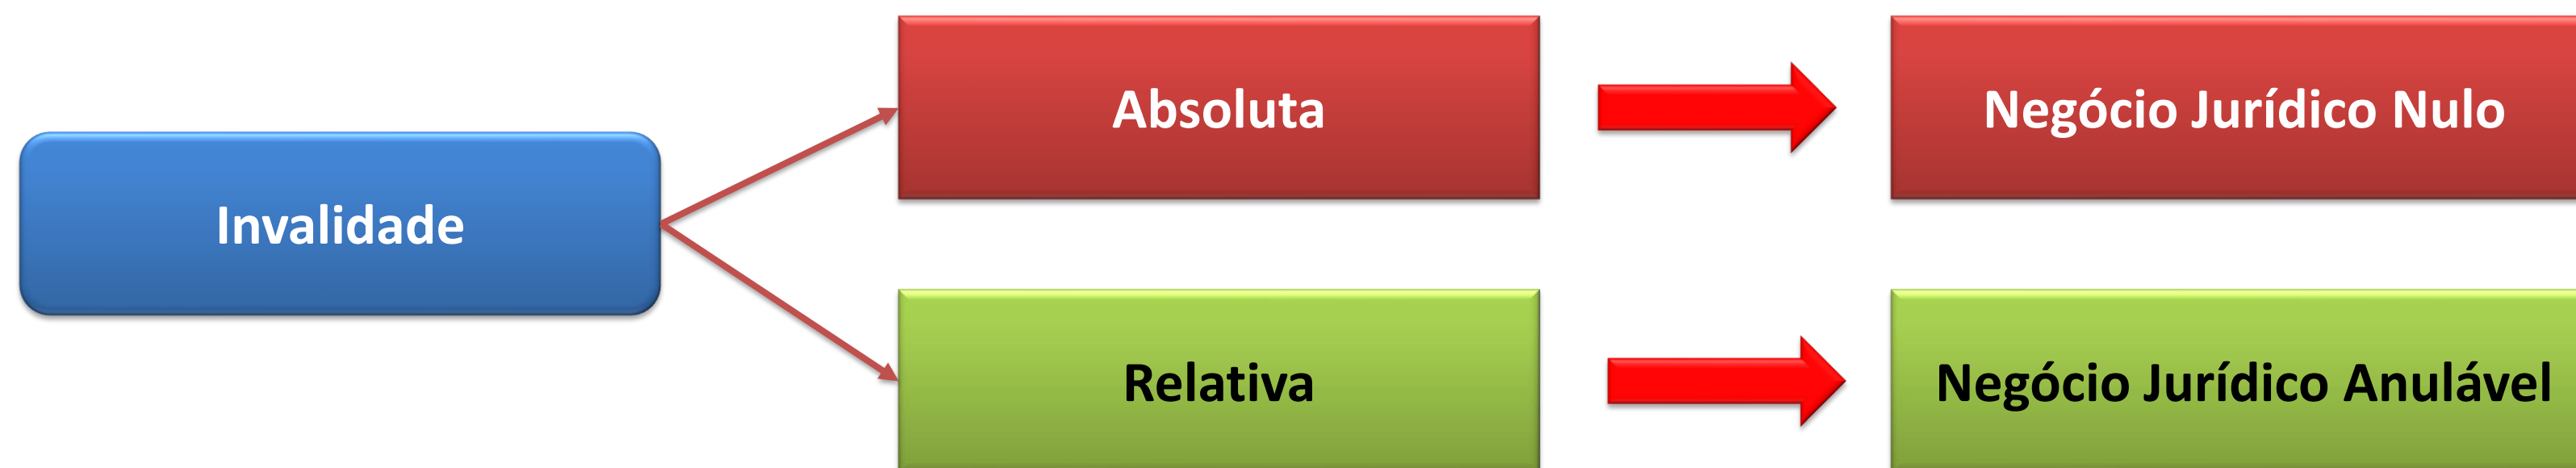 Invalidade
Absoluta
Negócio Jurídico Nulo
Relativa
Negócio Jurídico Anulável